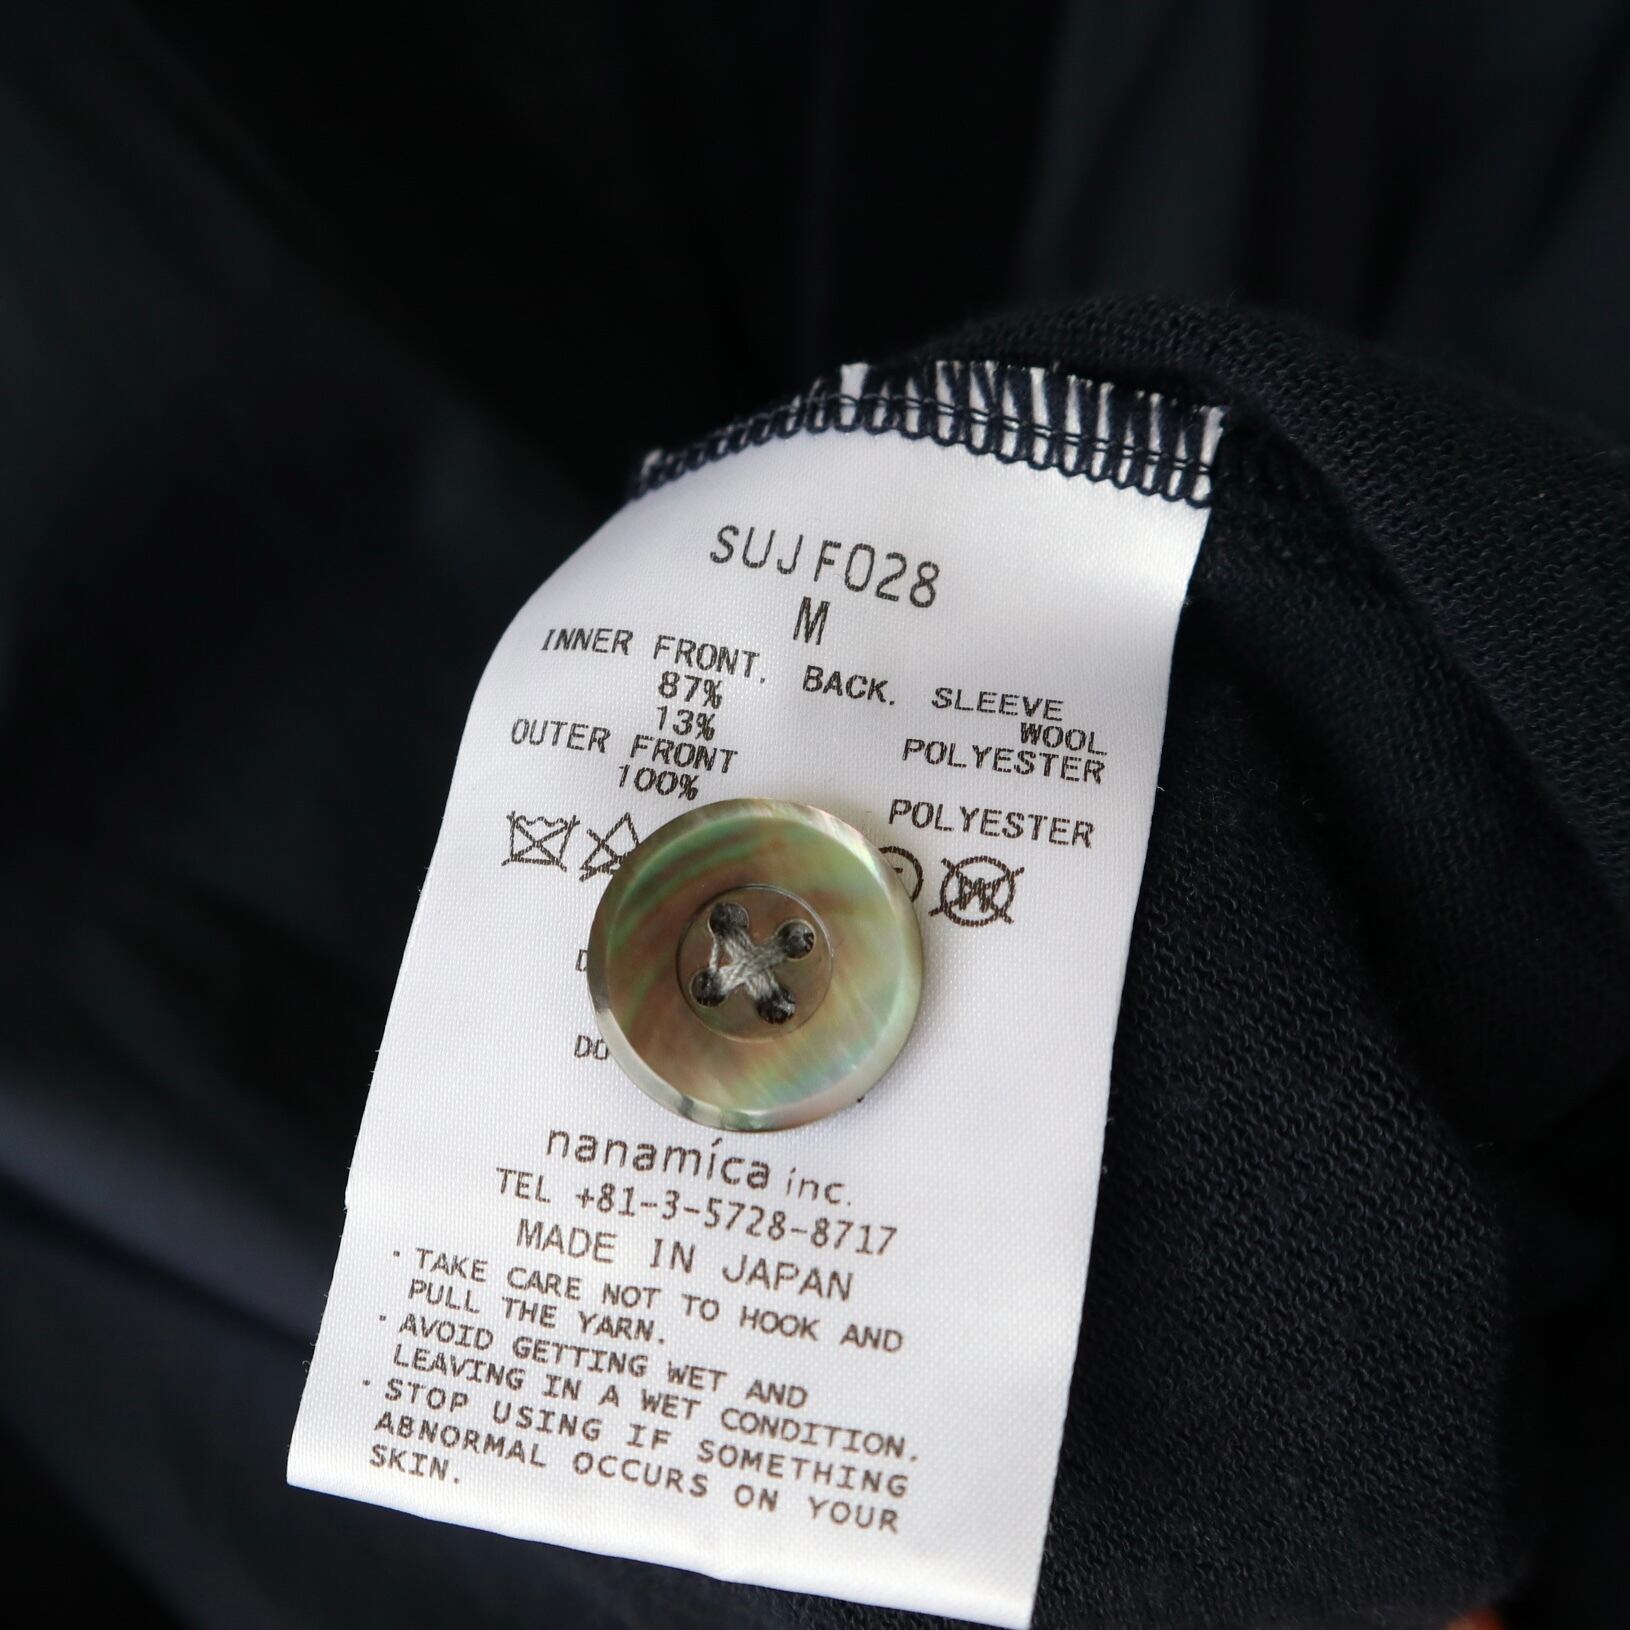 SUJF028
M
INNER FRONT. BACK. SLEEVE
87% WOOL
13% POLYESTER
OUTER FRONT
100% POLYESTER
W
DO
nanamíca inc.
TEL +81-3-5728-8717
MADE IN JAPAN
・TAKE CARE NOT TO HOOK AND
PULL THE YARN.
・AVOID GETTING WET AND
LEAVING IN A WET CONDITION.
・STOP USING IF SOMETHING
ABNORMAL OCCURS ON YOUR
SKIN.